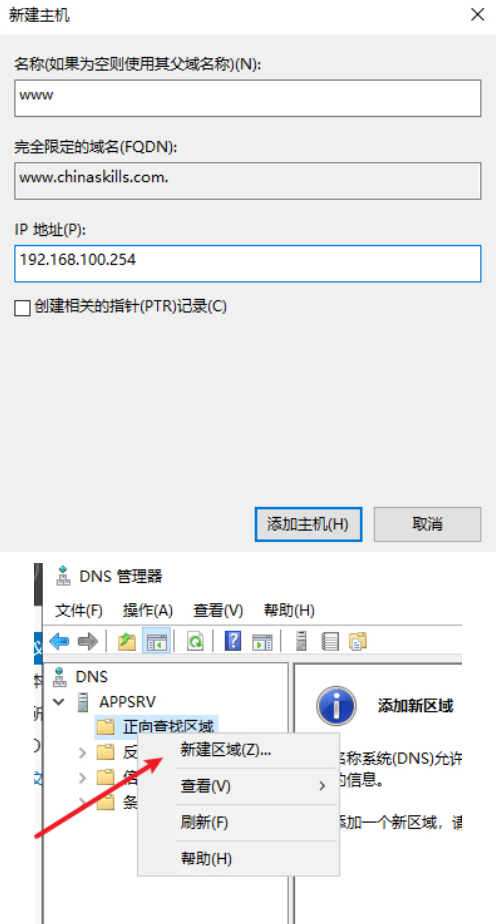 新建主机
名称(如果为空则使用其父域名称)(N):
www
完全限定的域名(FQDN):
www.chinaskills.com.
IP 地址(P):
192.168.100.254
创建相关的指针(PTR)记录(C)
添加主机(H)
取消
DNS 管理器
文件(F) 操作(A) 查看(V) 帮助(H)
DNS
APPSRV
正向查找区域
反
信
条
新建区域(Z)...
查看(V)
刷新(F)
帮助(H)
添加新区域
名称系统(DNS)允许
的信息。
添加一个新区域，请